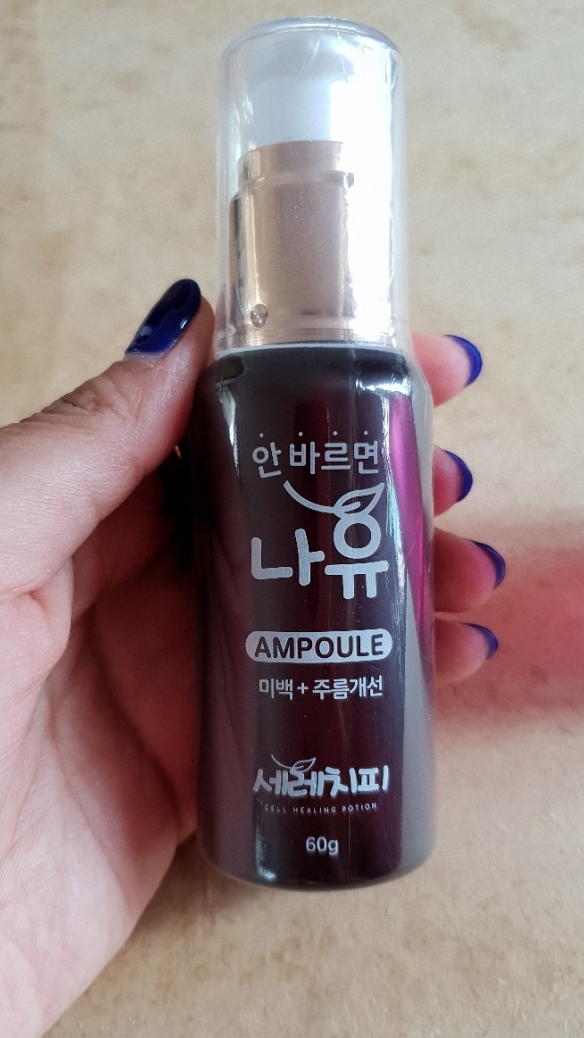 안 바르면
나유
AMPOULE
미백+주름개선
세레치피
CELL HEALING POTION
60g